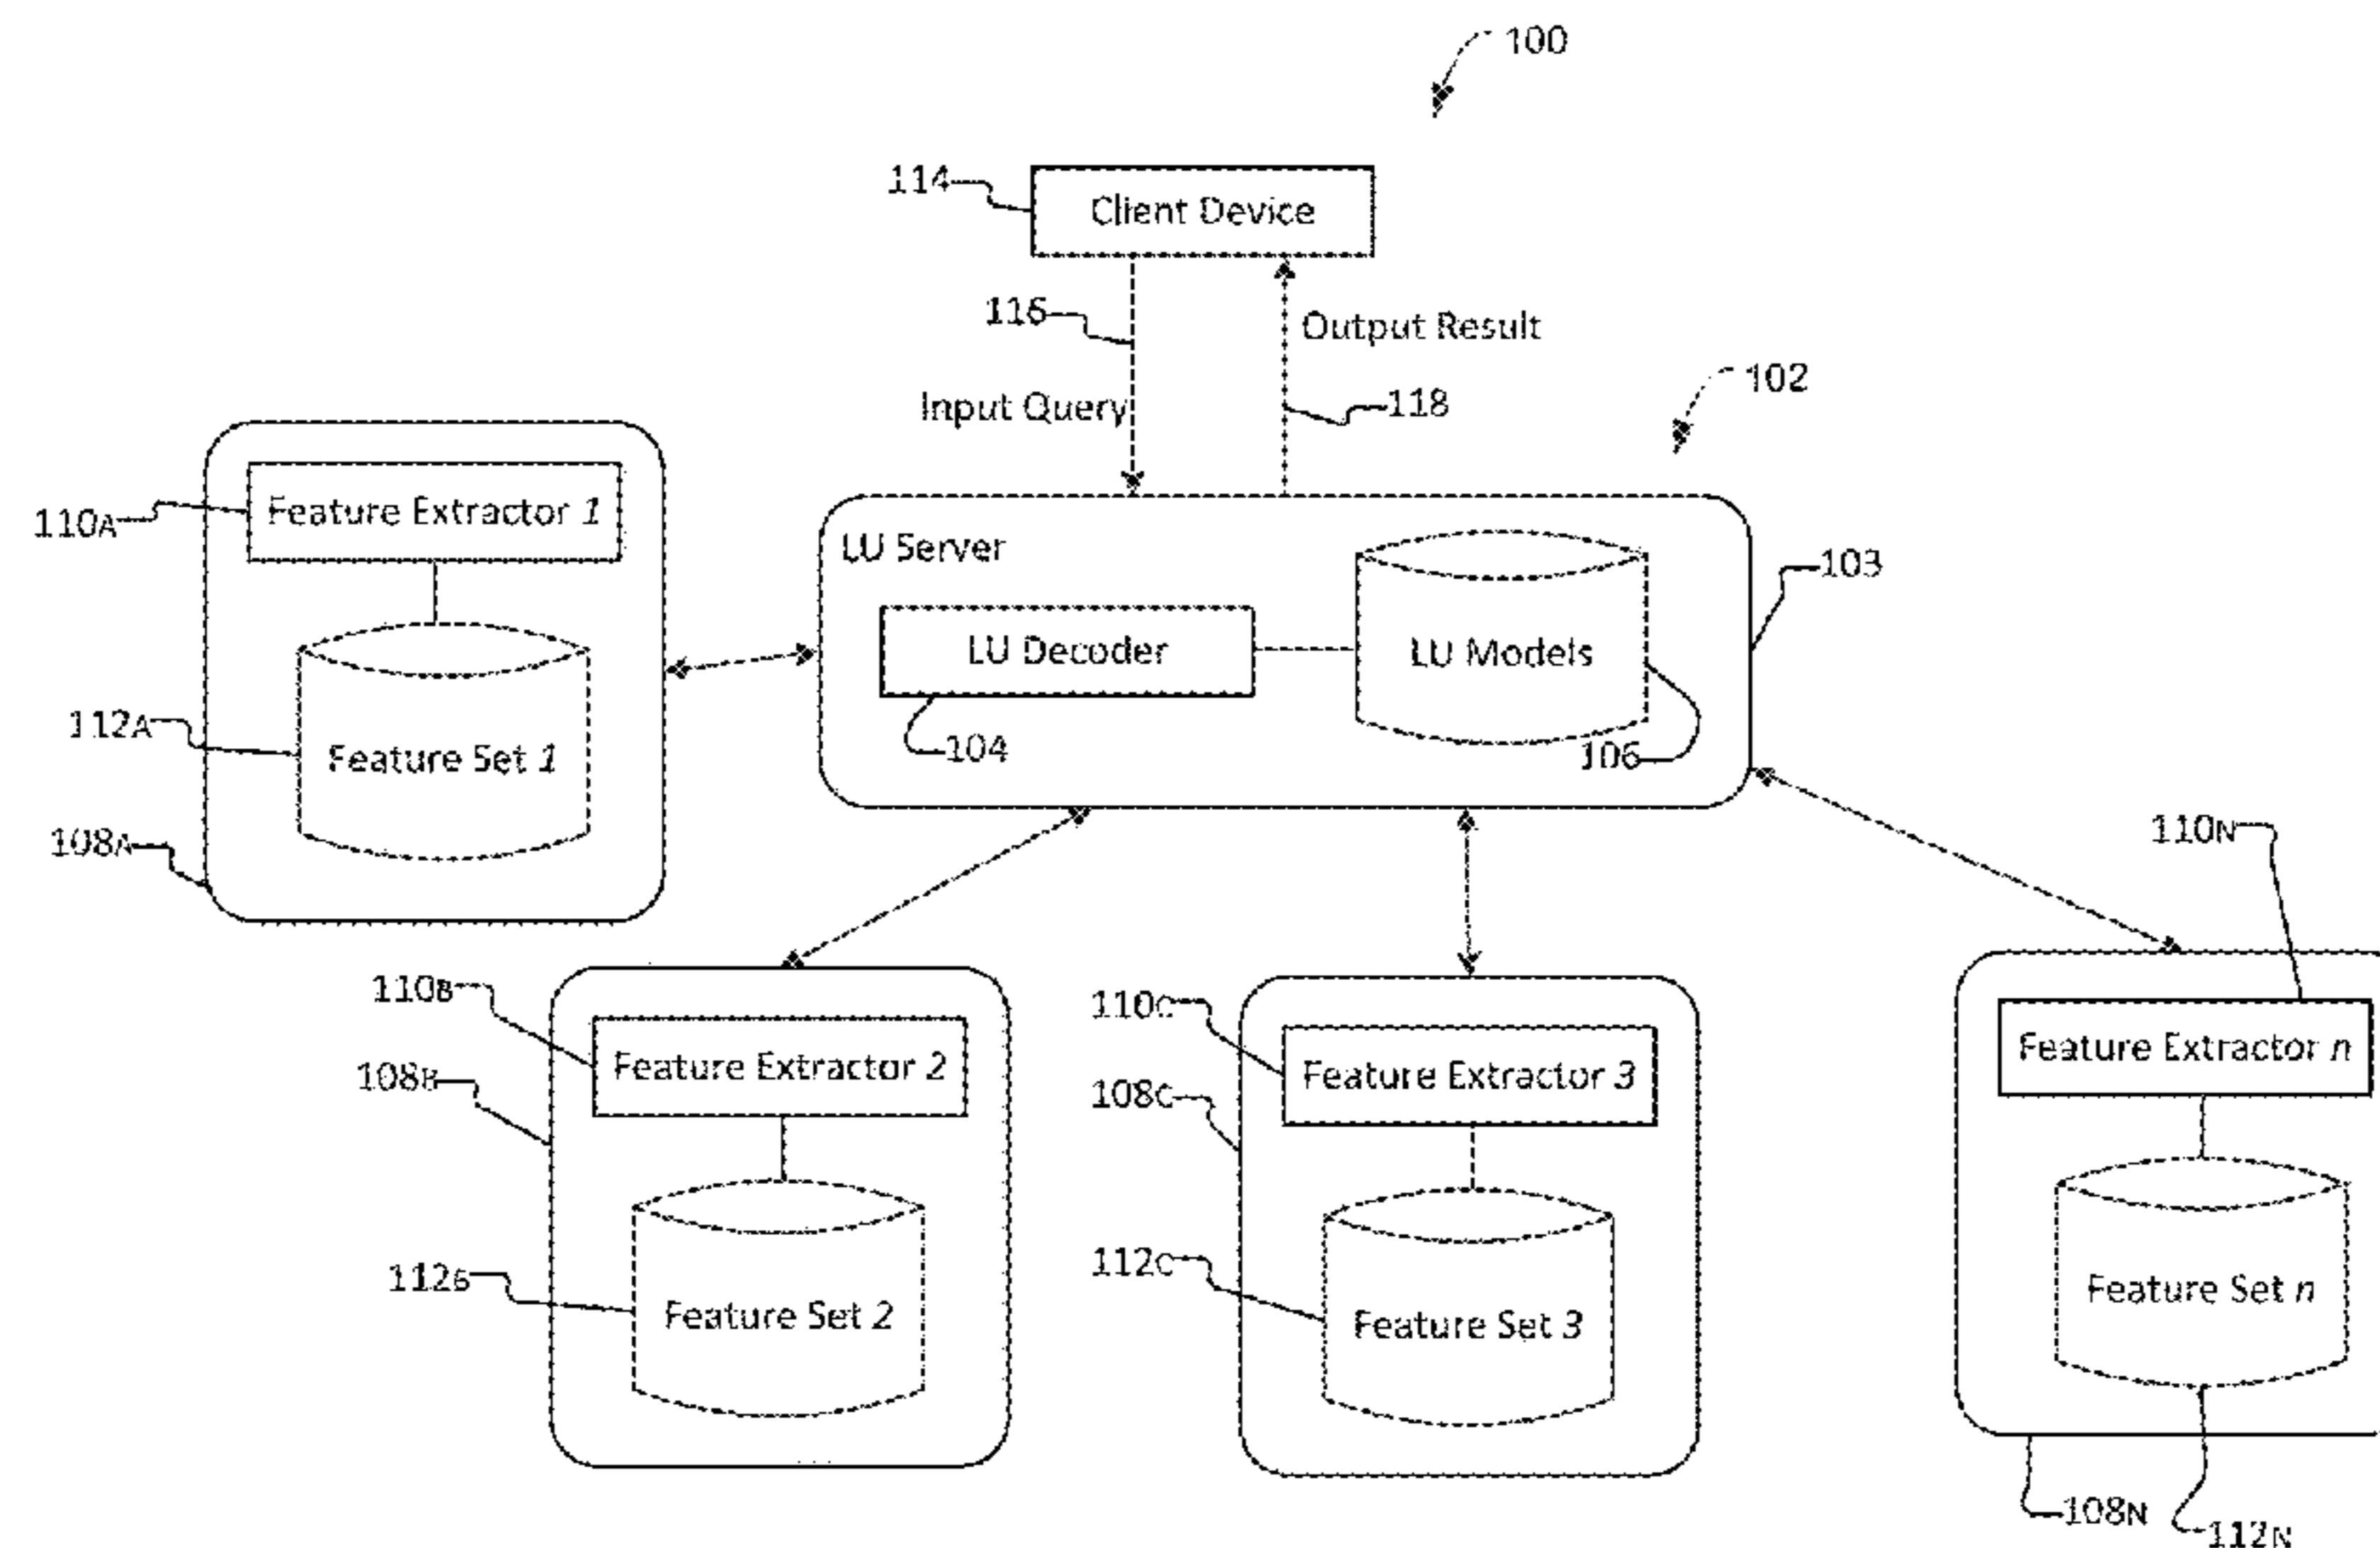 100
114
Client Device
116
Output Result
Input Query
118
102
110A
Feature Extractor 1
LU Server
103
LU Decoder
LU Models
112A
Feature Set 1
104
106
108A
110N
110B
Feature Extractor 2
108B
110C
Feature Extractor 3
108C
Feature Extractor n
112B
Feature Set 2
112C
Feature Set 3
Feature Set n
108N
112N